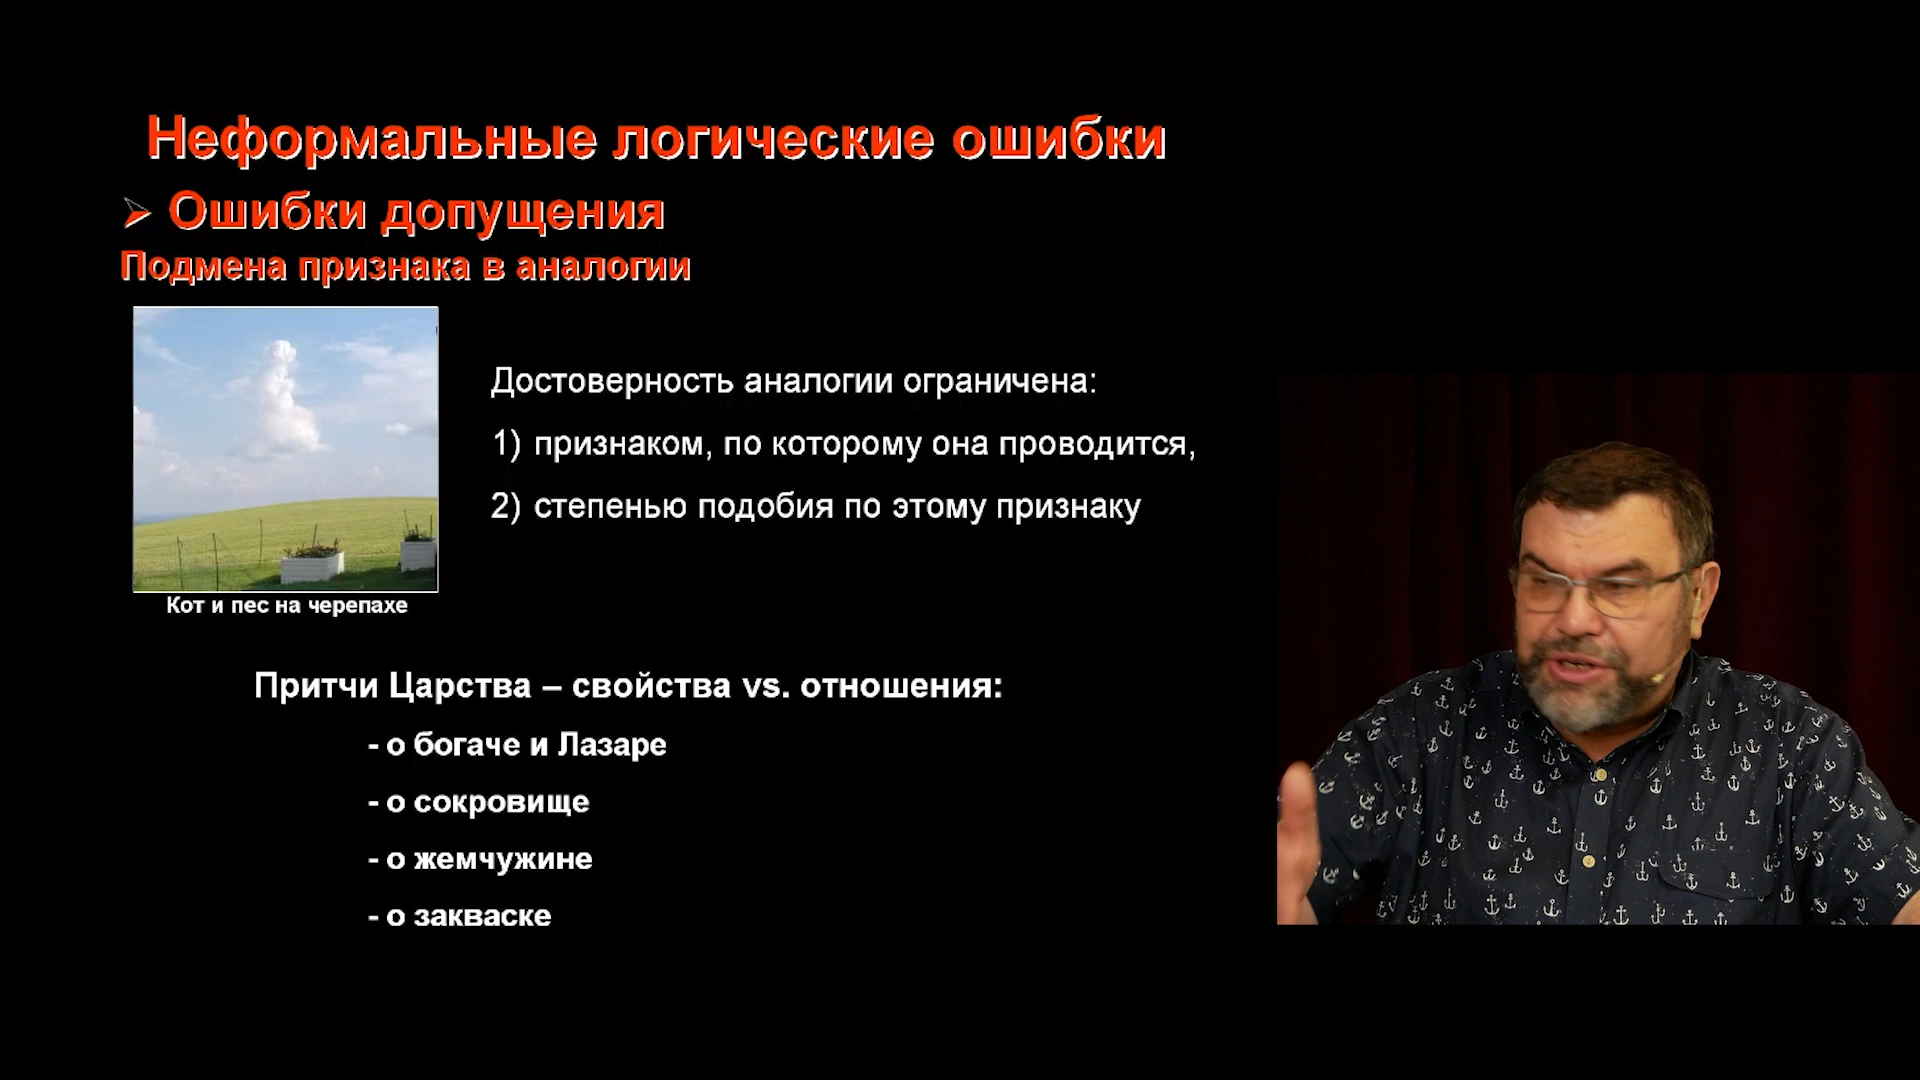 Неформальные логические ошибки
➢ Ошибки допущения
Подмена признака в аналогии
Достоверность аналогии ограничена:
1) признаком, по которому она проводится,
2) степенью подобия по этому признаку
Кот и пес на черепахе
Притчи Царства – свойства vs. отношения:
- о богаче и Лазаре
- о сокровище
- о жемчужине
- о закваске